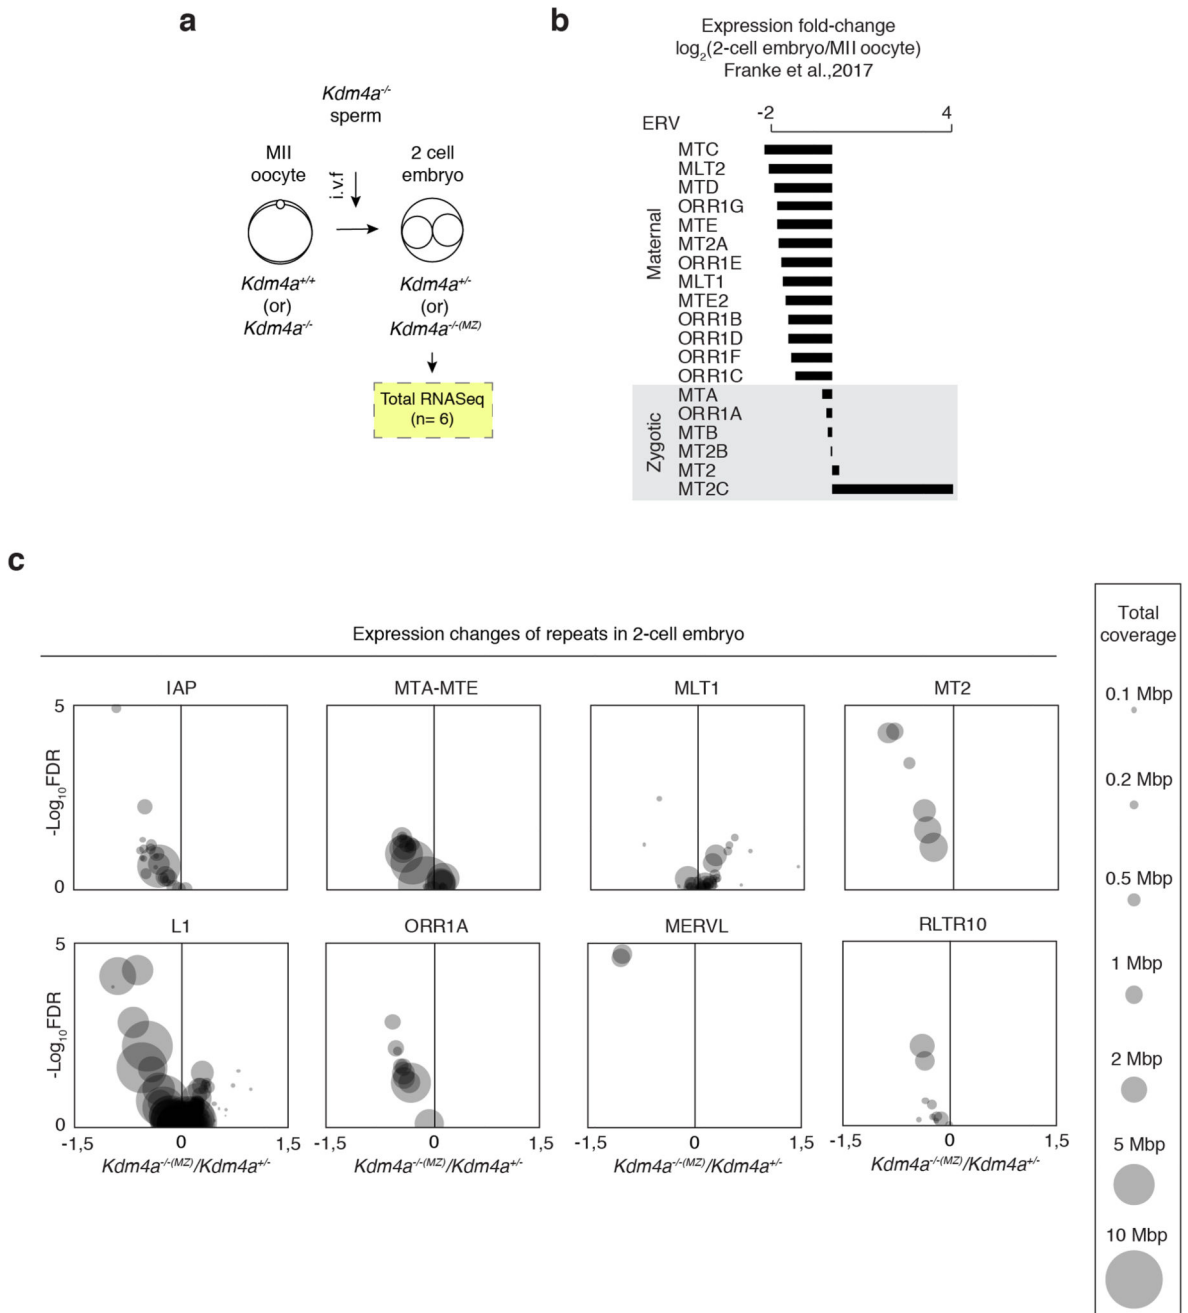 a
Kdm4a-/-
sperm
MII
oocyte
i.v.f
2 cell
embryo
Kdm4a+/+
(or)
Kdm4a-/-
Kdm4a+/-
(or)
Kdm4a-/-(MZ)
Total RNASeq
(n= 6)
b
Expression fold-change
log2(2-cell embryo/MII oocyte)
Franke et al.,2017
-2 4
ERV
Maternal
MTC
MLT2
MTD
ORR1G
MTE
MT2A
ORR1E
MLT1
MTE2
ORR1B
ORR1D
ORR1F
ORR1C
Zygotic
MTA
ORR1A
MTB
MT2B
MT2
MT2C
c
Expression changes of repeats in 2-cell embryo
IAP MTA-MTE MLT1 MT2
5
-Log10FDR
0
L1 ORR1A MERVL RLTR10
5
-Log10FDR
0
-1,5 0 1,5 -1,5 0 1,5 -1,5 0 1,5 -1,5 0 1,5
Kdm4a-/-(MZ)/Kdm4a+/- Kdm4a-/-(MZ)/Kdm4a+/- Kdm4a-/-(MZ)/Kdm4a+/- Kdm4a-/-(MZ)/Kdm4a+/-
Total
coverage
0.1 Mbp
0.2 Mbp
0.5 Mbp
1 Mbp
2 Mbp
5 Mbp
10 Mbp